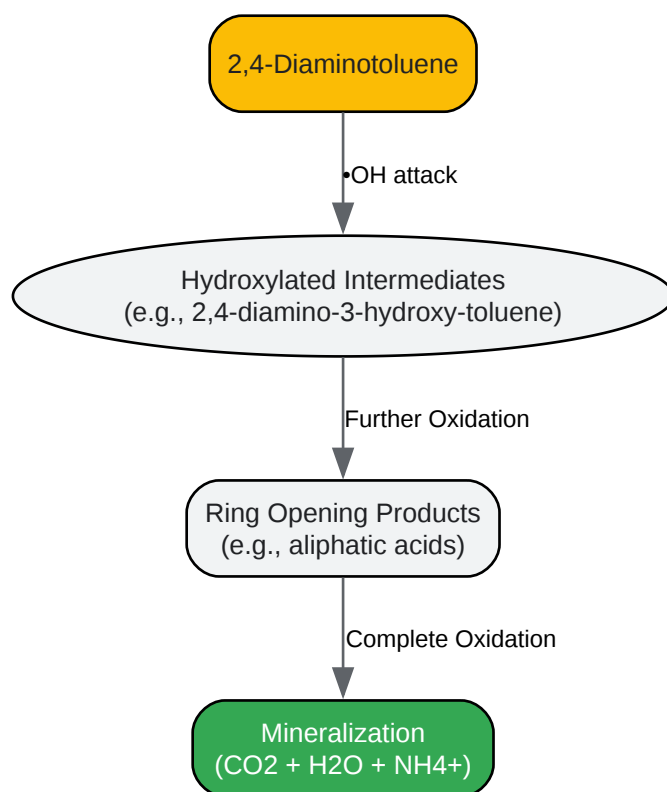 2,4-Diaminotoluene
•OH attack
Hydroxylated Intermediates
(e.g., 2,4-diamino-3-hydroxy-toluene)
Further Oxidation
Ring Opening Products
(e.g., aliphatic acids)
Complete Oxidation
Mineralization
(CO2 + H2O + NH4+)